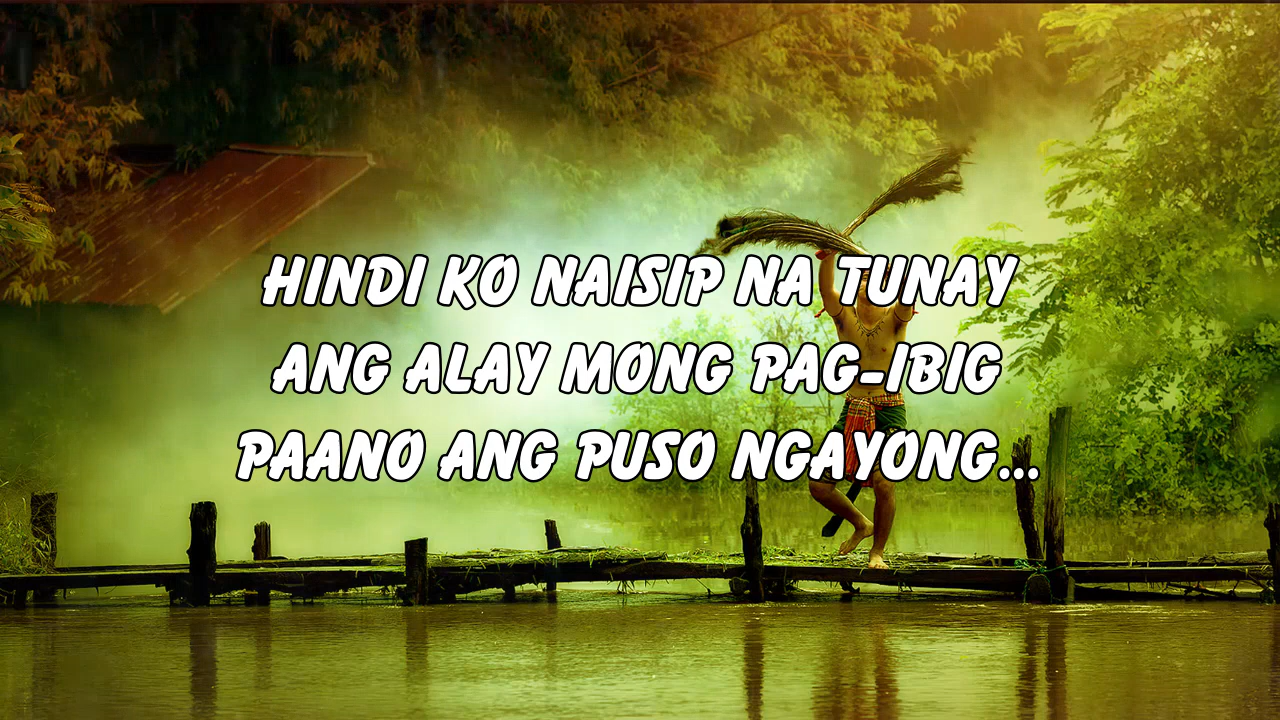 HINDI KO NAISIP NA TUNAY
ANG ALAY MONG PAG-IBIG
PAANO ANG PUSO NGAYONG...